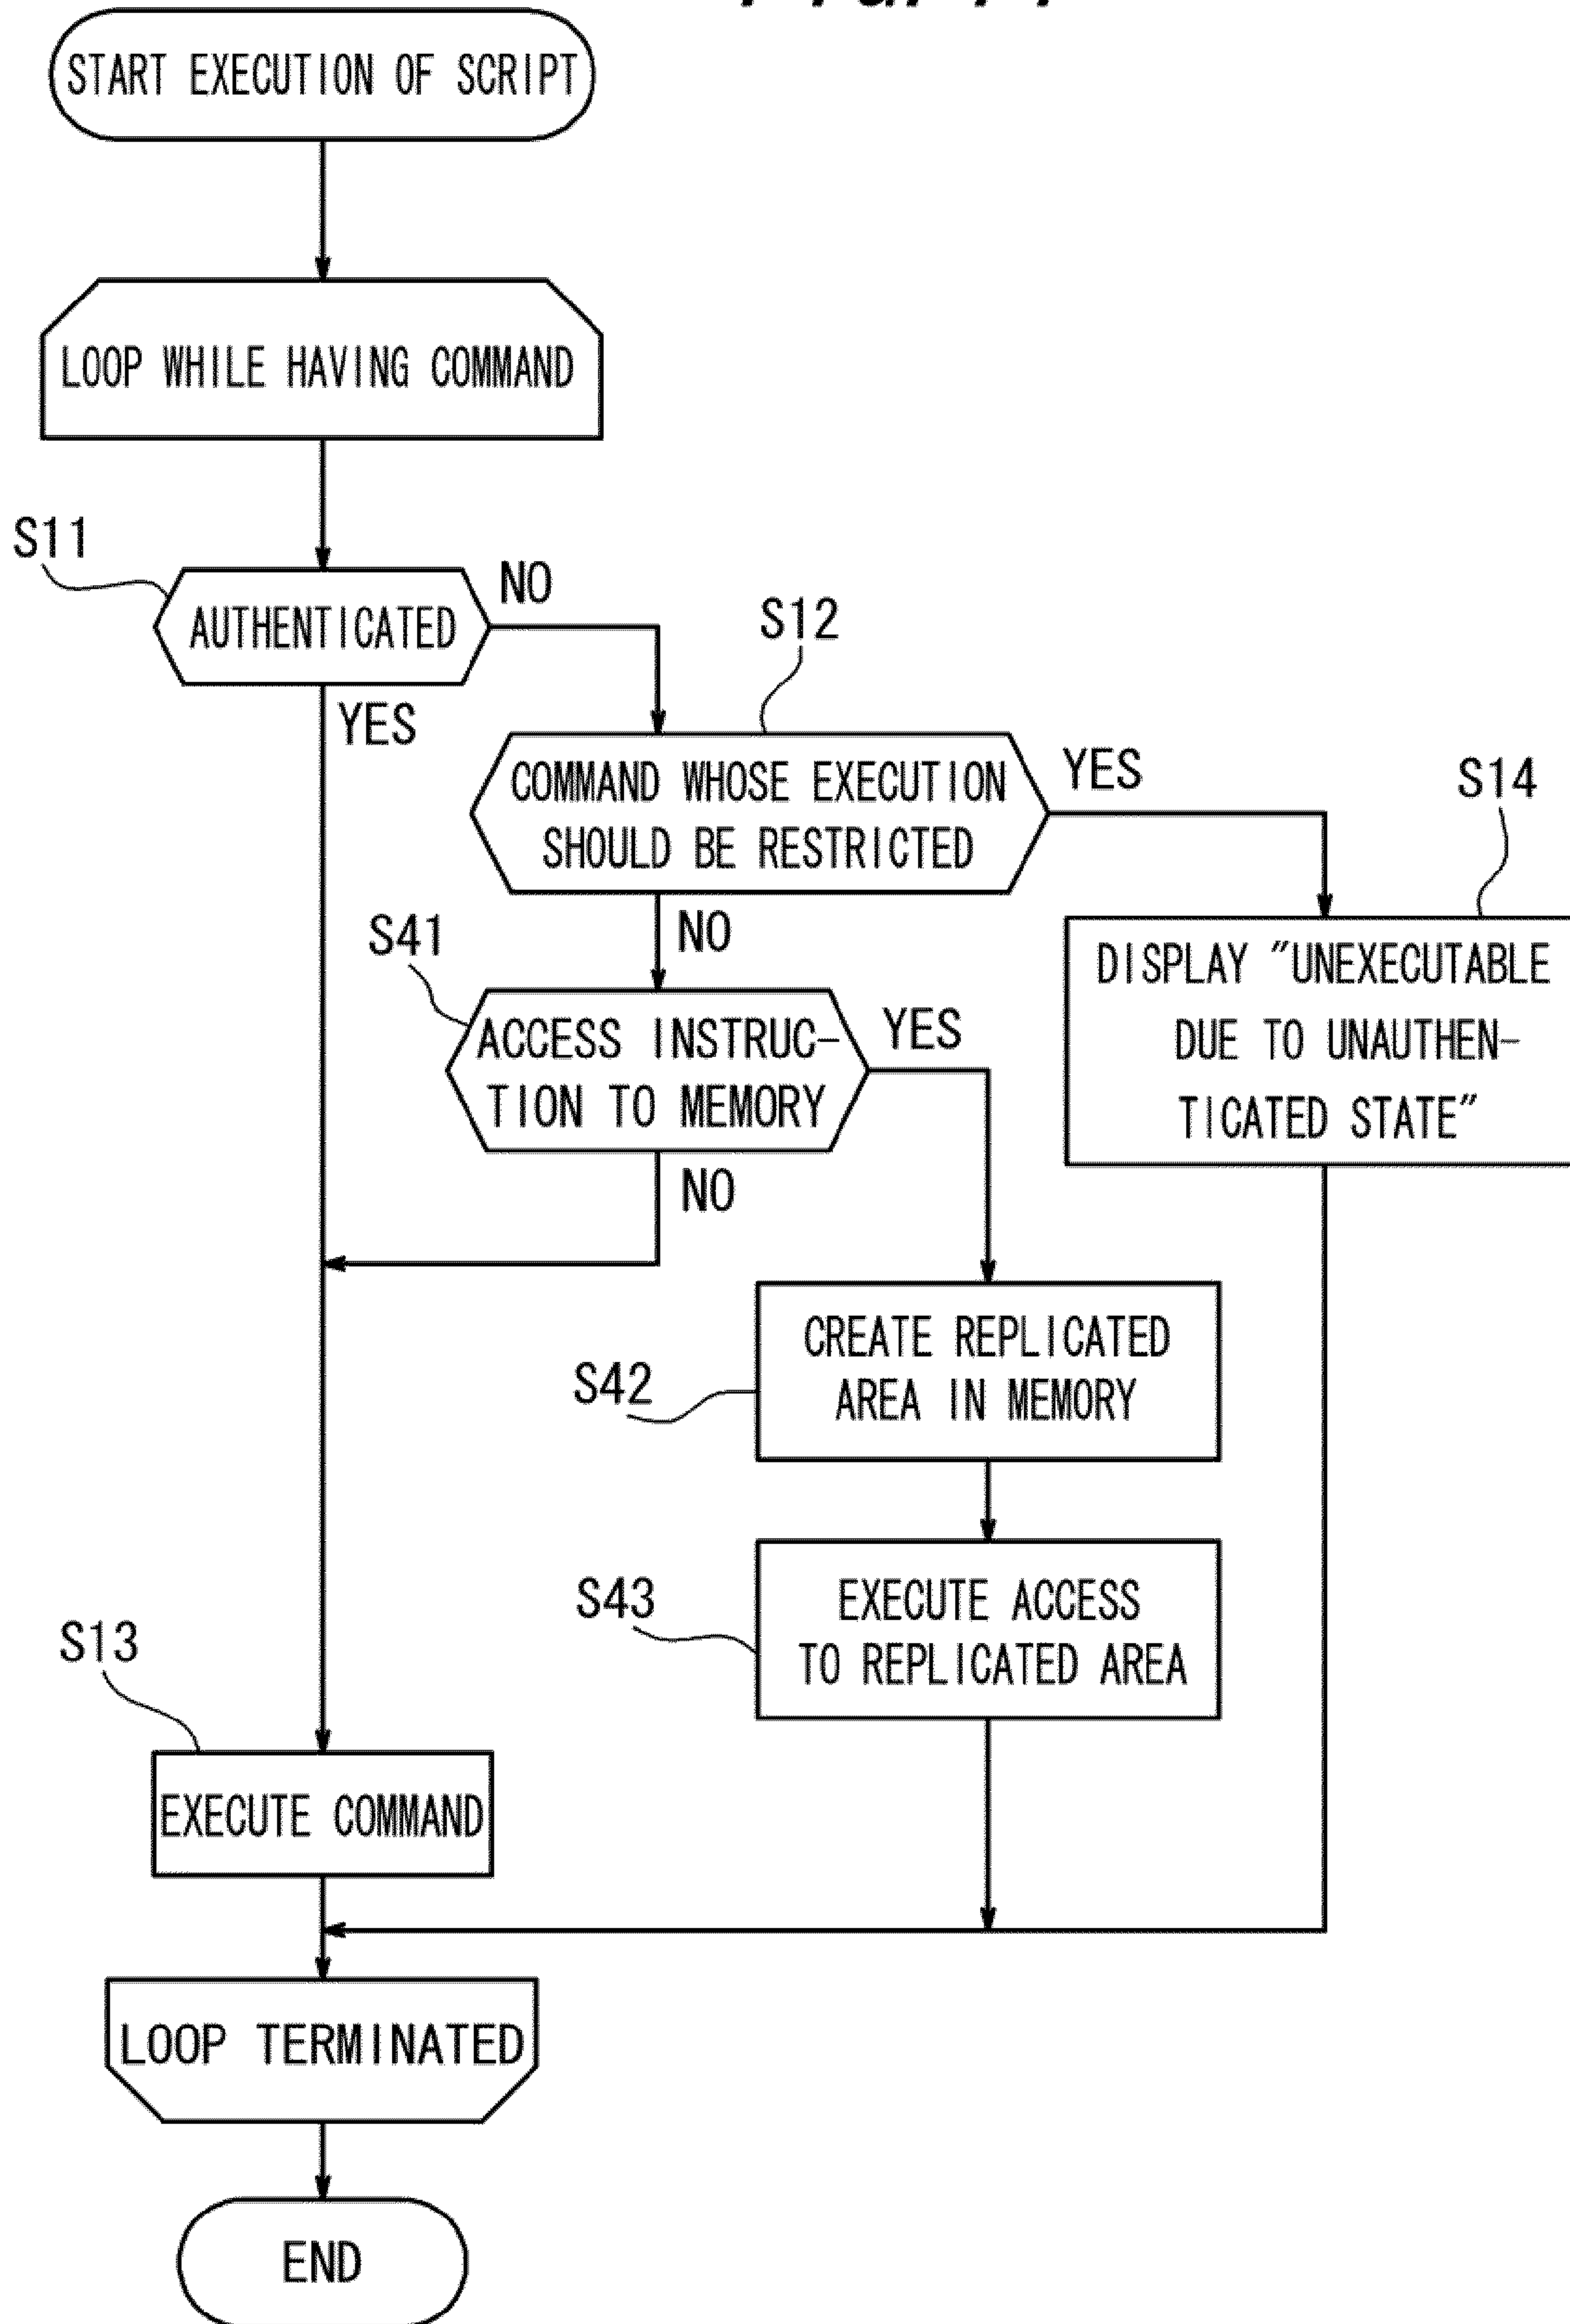 START EXECUTION OF SCRIPT
LOOP WHILE HAVING COMMAND
S11
AUTHENTICATED
NO
YES
S12
COMMAND WHOSE EXECUTION
SHOULD BE RESTRICTED
YES
NO
S14
DISPLAY "UNEXECUTABLE
DUE TO UNAUTHEN-
TICATED STATE"
S41
ACCESS INSTRUC-
TION TO MEMORY
YES
NO
S42
CREATE REPLICATED
AREA IN MEMORY
S43
EXECUTE ACCESS
TO REPLICATED AREA
S13
EXECUTE COMMAND
LOOP TERMINATED
END